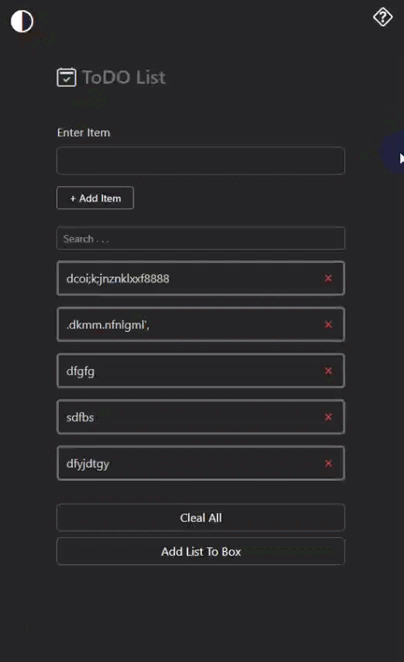 ToDO List
Enter Item
+ Add Item
Search . . .
dcoi;k;jnznklxxf8888
.dkmm.nfnlgml',
dfgfg
sdfbs
dfyjdtgy
Cleal All
Add List To Box